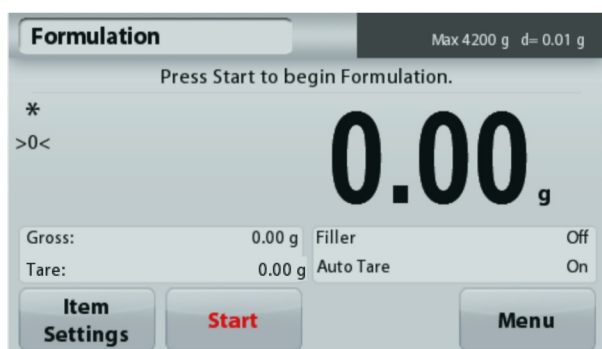 Formulation
Max 4200 g d= 0.01 g
Press Start to begin Formulation.
*
>0<
0.00 g
Gross: 0.00 g Filler Off
Tare: 0.00 g Auto Tare On
Item
Settings
Start
Menu